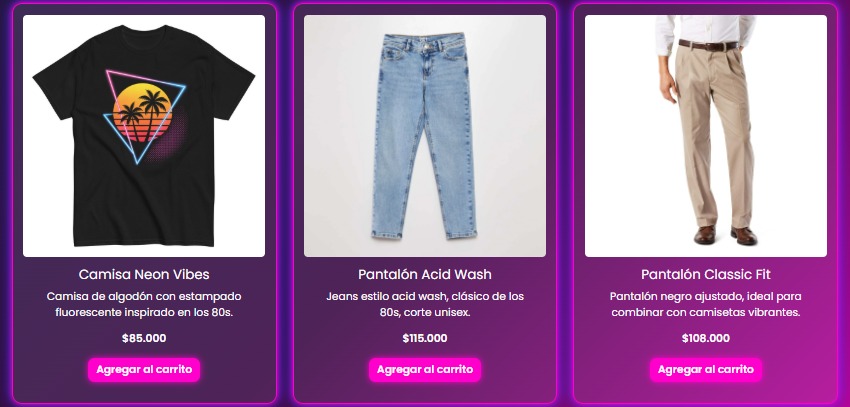 Camisa Neon Vibes
Camisa de algodón con estampado
fluorescente inspirado en los 80s.
$85.000
Agregar al carrito
Pantalón Acid Wash
Jeans estilo acid wash, clásico de los
80s, corte unisex.
$115.000
Agregar al carrito
Pantalón Classic Fit
Pantalón negro ajustado, ideal para
combinar con camisetas vibrantes.
$108.000
Agregar al carrito